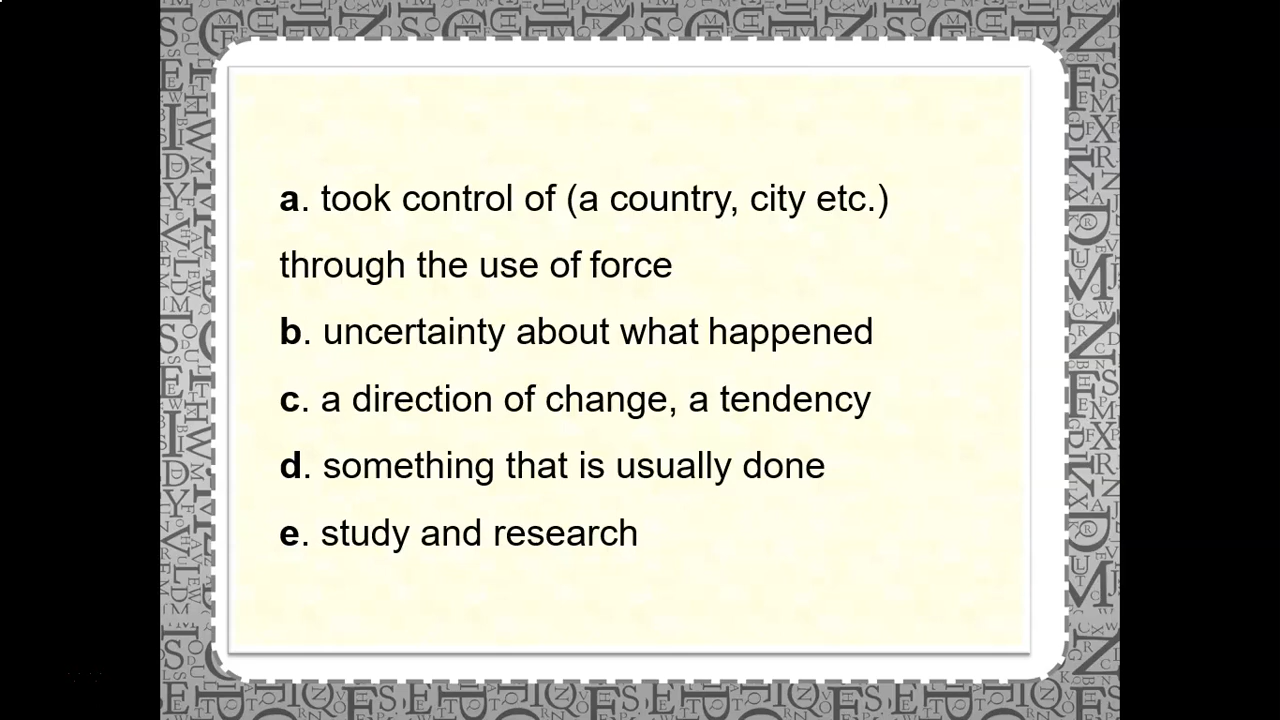 a. took control of (a country, city etc.)
through the use of force
b. uncertainty about what happened
c. a direction of change, a tendency
d. something that is usually done
e. study and research